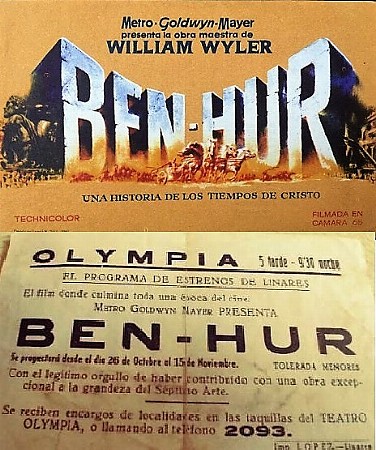 Metro-Goldwyn-Mayer
presenta la obra maestra de
WILLIAM WYLER
BEN-HUR
UNA HISTORIA DE LOS TIEMPOS DE CRISTO
TECHNICOLOR
FILMADA EN
CAMARA 65
OLYMPIA 5 tarde - 9'30 noche
EL PROGRAMA DE ESTRENOS DE LINARES
El film donde culmina toda una época del cine.
METRO GOLDWYN MAYER PRESENTA
BEN-HUR
Se proyectará desde el día 26 de Octubre al 15 de Noviembre. TOLERADA MENORES
Con el legítimo orgullo de haber contribuído con una obra excep-
cional a la grandeza del Séptimo Arte.
Se reciben encargos de localidades en las taquillas del TEATRO
OLYMPIA, o llamando al teléfono 2093.
Imp. LOPEZ.-Linares